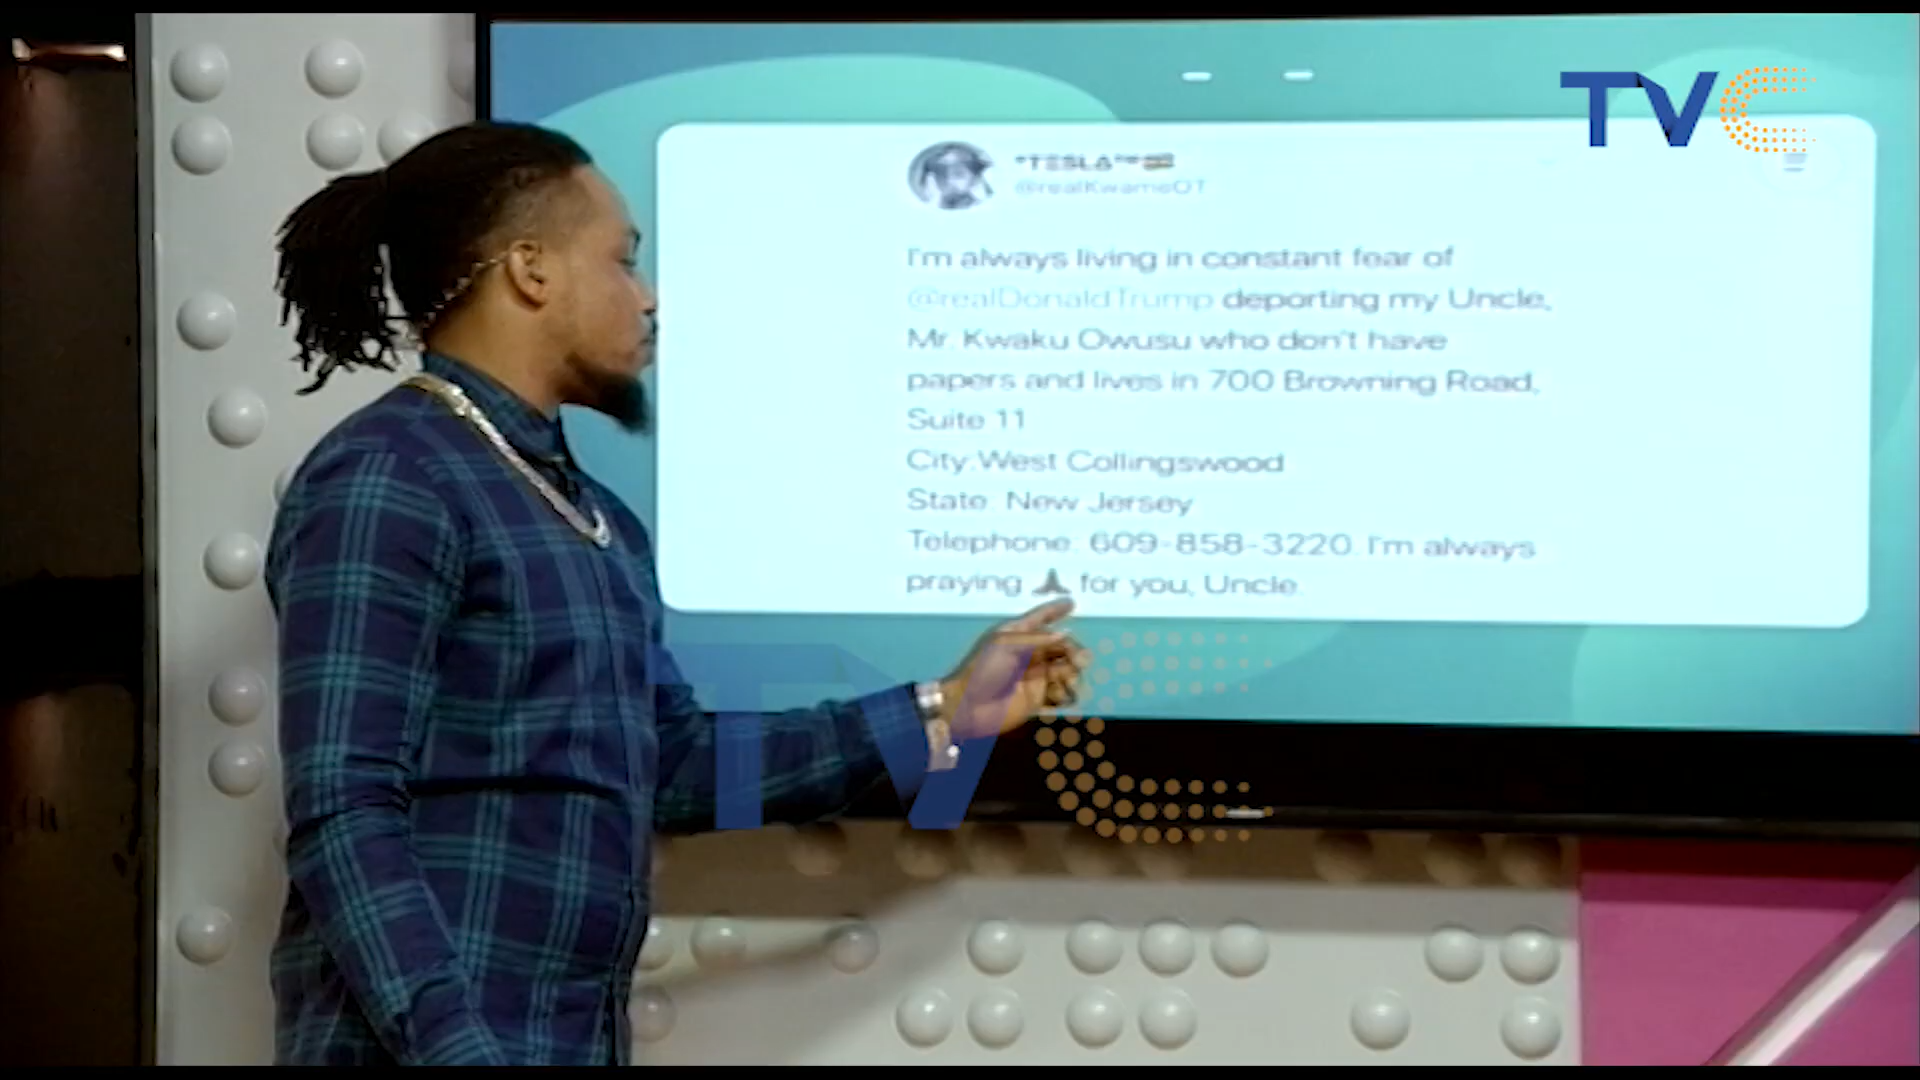 TVC
*TESLA
@realKwameOT
I'm always living in constant fear of
@realDonaldTrump deporting my Uncle,
Mr. Kwaku Owusu who don't have
papers and lives in 700 Browning Road,
Suite 11
City:West Collingswood
State: New Jersey
Telephone: 609-858-3220 I'm always
praying 🙏 for you, Uncle.
TVC